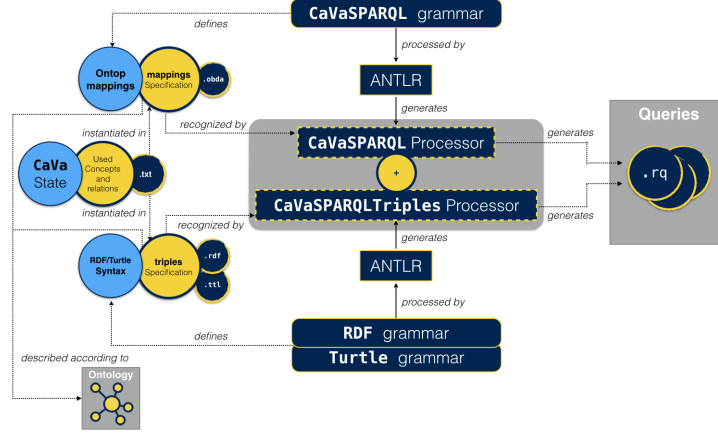 CaVaSPARQL grammar
defines
processed by
Ontop
mappings
mappings
Specification
.obda
ANTLR
generates
Queries
instantiated in
recognized by
CaVaSPARQL Processor
generates
CaVa
State
Used
Concepts
and
relations
.txt
+
.rq
instantiated in
recognized by
CaVaSPARQLTriples Processor
generates
generates
RDF/Turtle
Syntax
triples
Specification
.rdf
.ttl
ANTLR
processed by
defines
RDF grammar
Turtle grammar
described according to
Ontology